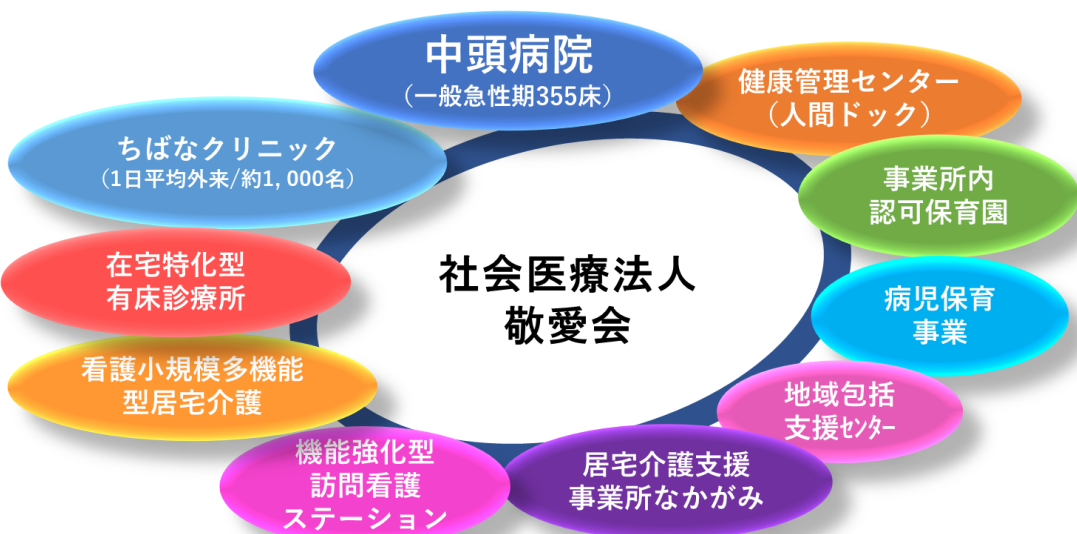 中頭病院
（一般急性期355床）
健康管理センター
（人間ドック）
ちばなクリニック
（1日平均外来/約1,000名）
事業所内
認可保育園
在宅特化型
有床診療所
社会医療法人
敬愛会
病児保育
事業
看護小規模多機能
型居宅介護
地域包括
支援ｾﾝﾀｰ
機能強化型
訪問看護
ステーション
居宅介護支援
事業所なかがみ